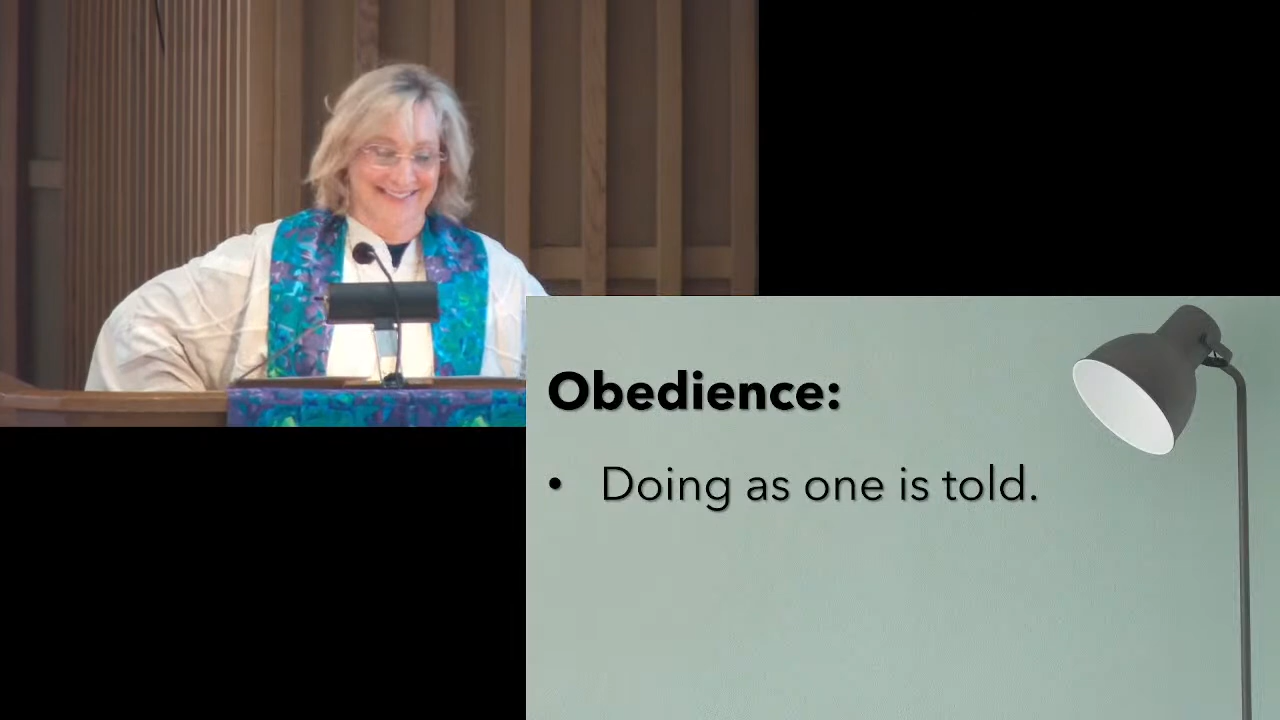 Obedience:
• Doing as one is told.